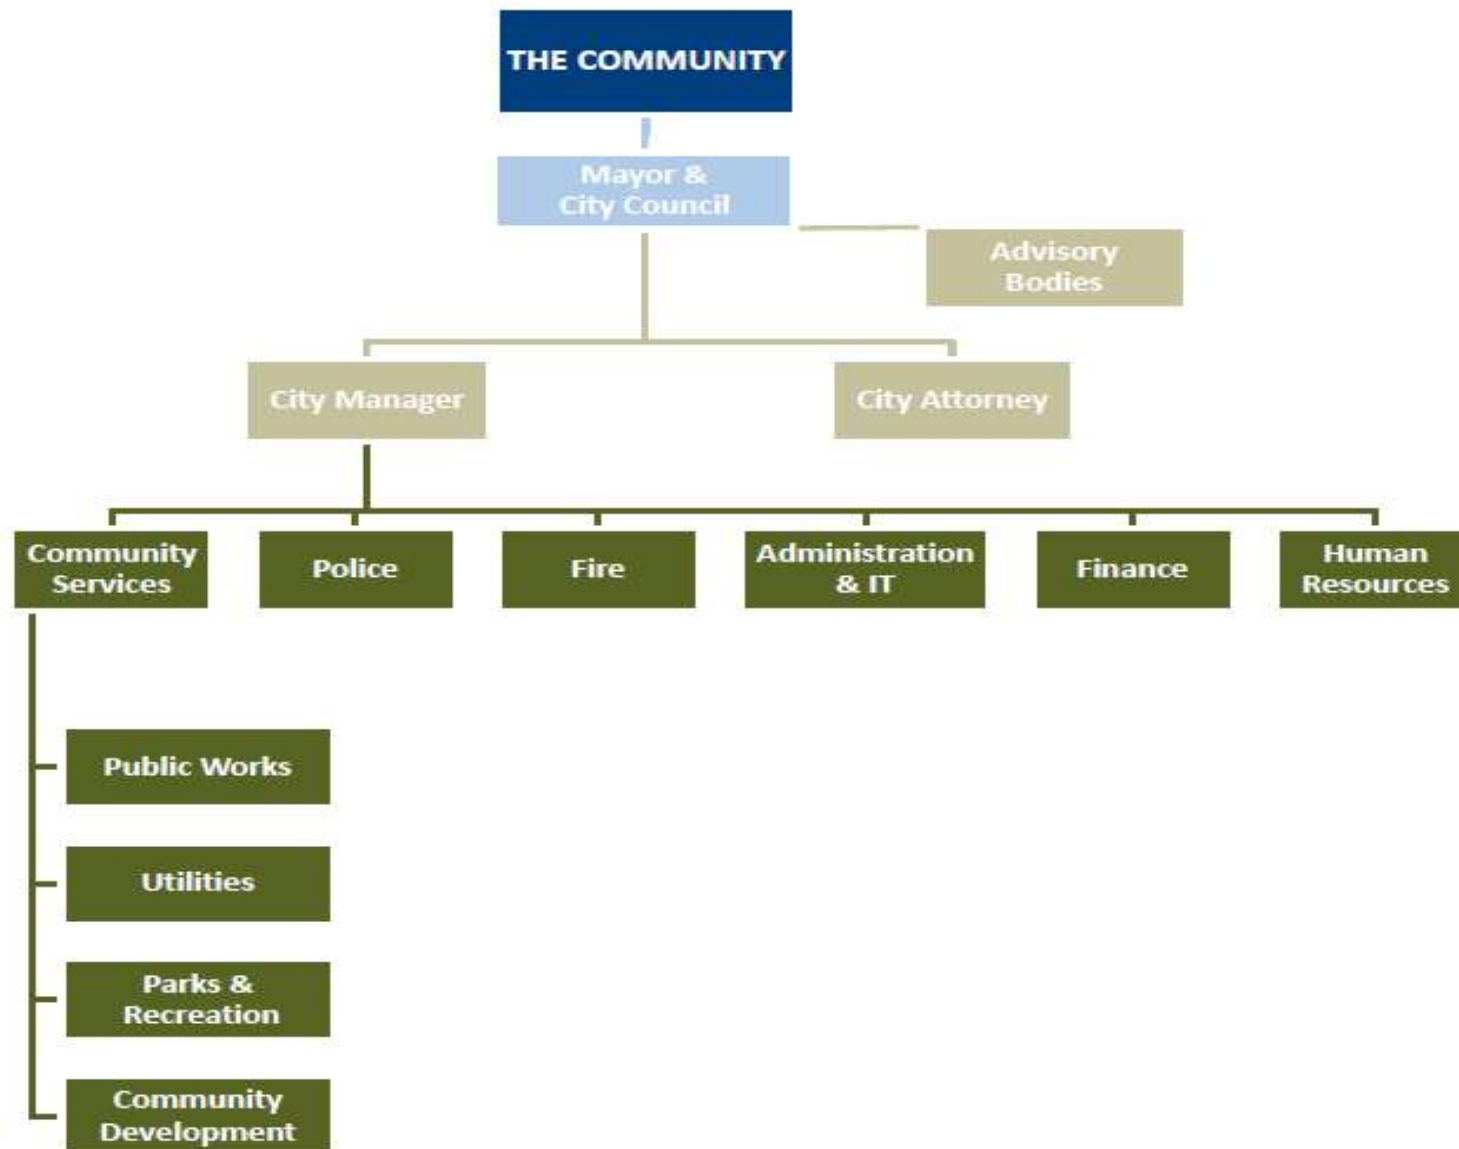 THE COMMUNITY
Mayor &
City Council
Advisory
Bodies
City Manager
City Attorney
Community
Services
Police
Fire
Administration
& IT
Finance
Human
Resources
Public Works
Utilities
Parks &
Recreation
Community
Development